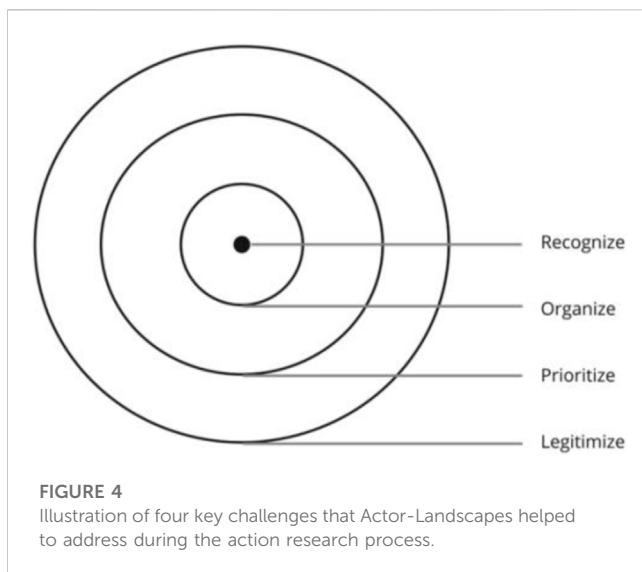 Recognize
Organize
Prioritize
Legitimize
FIGURE 4
Illustration of four key challenges that Actor-Landscapes helped
to address during the action research process.